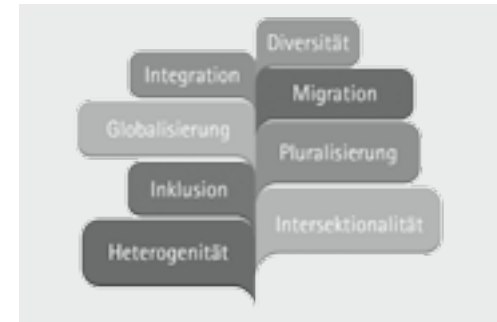 Diversität
Integration
Migration
Globalisierung
Pluralisierung
Inklusion
Intersektionalität
Heterogenität